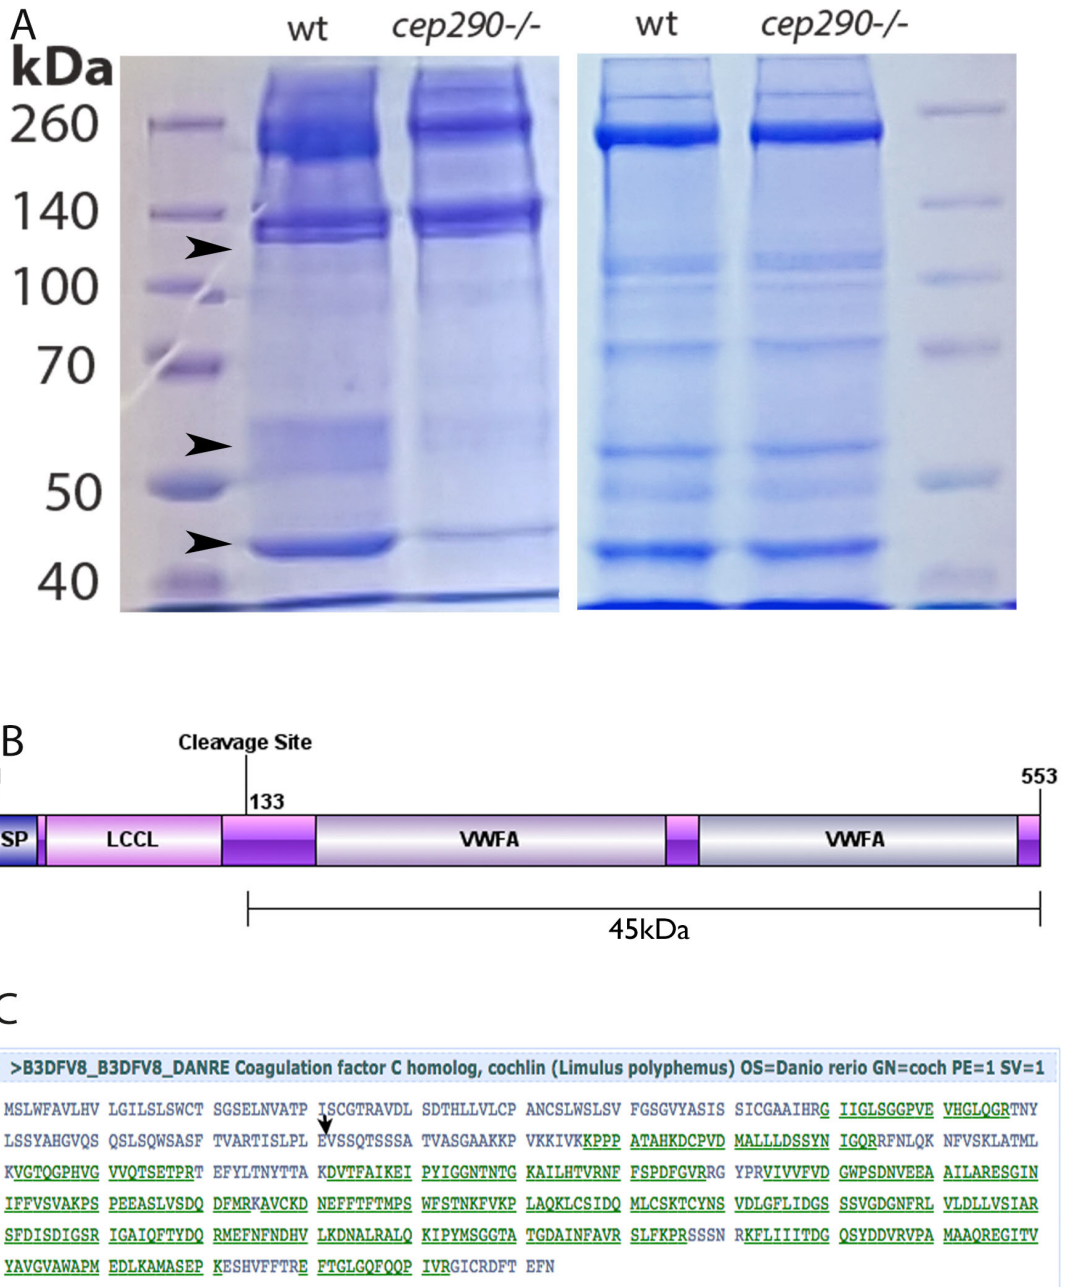 A
wt cep290-/- wt cep290-/-
kDa
260
140
100
70
50
40
B
Cleavage Site
133
553
SP LCCL VWFA VWFA
45kDa
C
>B3DFV8_B3DFV8_DANRE Coagulation factor C homolog, cochlin (Limulus polyphemus) OS=Danio rerio GN=coch PE=1 SV=1
MSLWFAVLHV LGILSLSWCT SGSELNVATP ISCGTRAVDL SDTHLLVLCP ANCSLWSLSV FGSGVYASIS SICGAAIHRG IIGLSGGPVE VHGLQGRTNY
LSSYAHGVQS QSLSQWSASF TVARTISLPL EVSSQTSSSA TVASGAAKKP VKKIVKKPPP ATAHKDCPVD MALLLDSSYN IGQRRFNLQK NFVSKLATML
KVGTQGPHVG VVQTSETPRT EFYLTNYTTA KDVTFAIKEI PYIGGNTNTG KAILHTVRNF FSPDFGVRRG YPRVIVVFVD GWPSDNVEEA AILARESGIN
IFFVSVAKPS PEEASLVSDQ DFMRKAVCKD NEFFTFTMPS WFSTNKFVKP LAQKLCSIDQ MLCSKTCYNS VDLGFLIDGS SSVGDGNFRL VLDLLVSIAR
SFDISDIGSR IGAIQFTYDQ RMEFNFNDHV LKDNALRALQ KIPYMSGGTA TGDAINFAVR SLFKPRSSSN RKFLIIITDG QSYDDVRVPA MAAQREGITV
YAVGVAWAPM EDLKAMASEP KESHVFFTRE FTGLGQFQQP IVRGICRDFT EFN